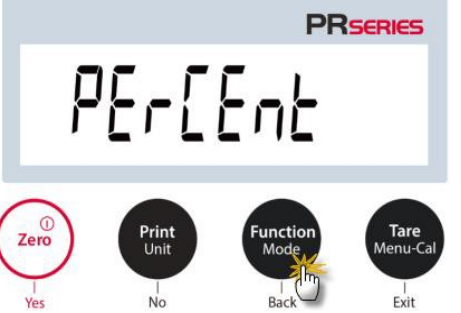 PRSERIES
PErCEnt
Zero
Print
Unit
Function
Mode
Tare
Menu-Cal
Yes
No
Back
Exit